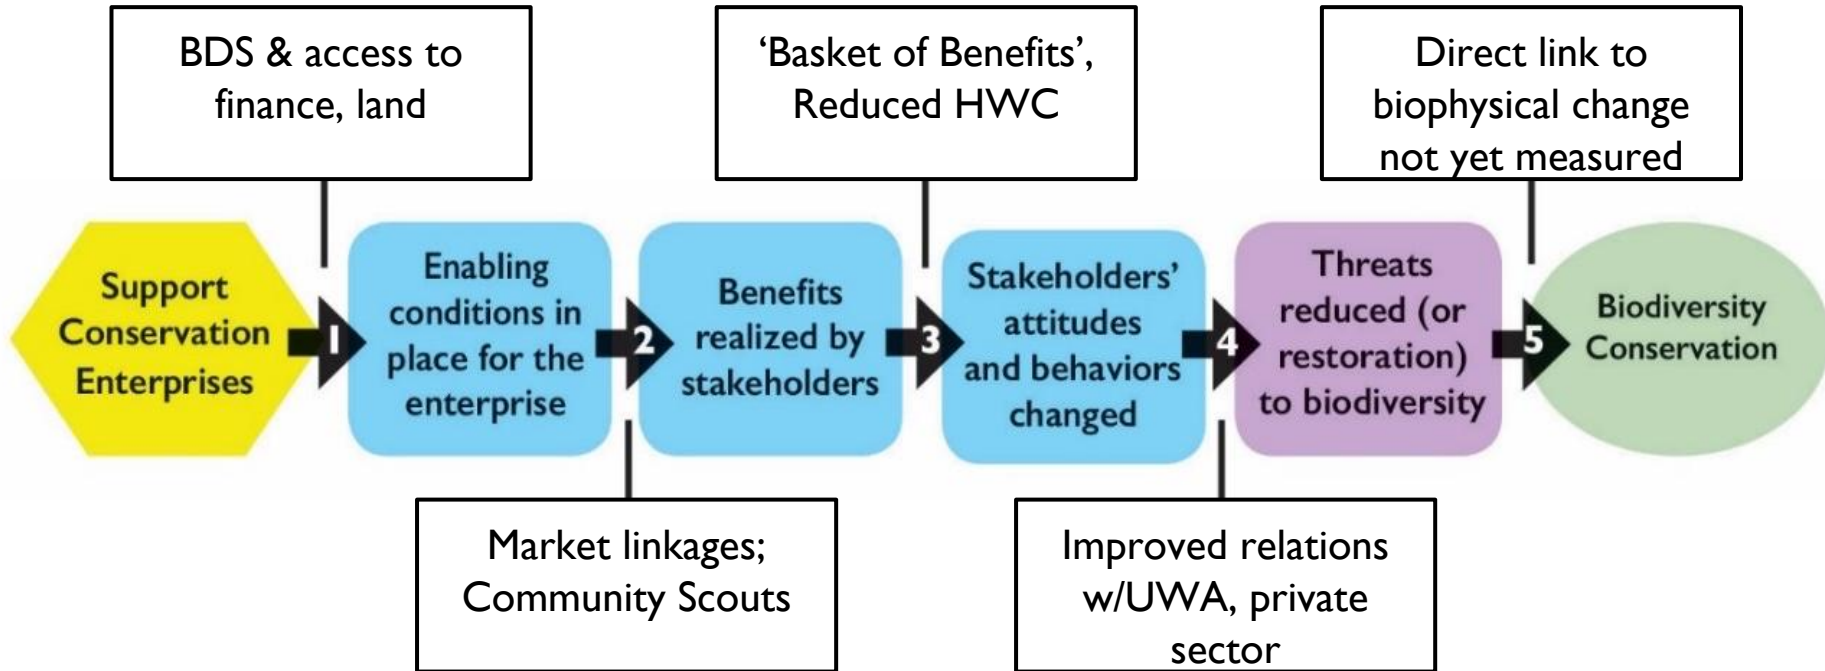 BDS & access to
finance, land
‘Basket of Benefits’,
Reduced HWC
Direct link to
biophysical change
not yet measured
Support
Conservation
Enterprises
1
Enabling
conditions in
place for the
enterprise
2
Benefits
realized by
stakeholders
3
Stakeholders’
attitudes
and behaviors
changed
4
Threats
reduced (or
restoration)
to biodiversity
5
Biodiversity
Conservation
Market linkages;
Community Scouts
Improved relations
w/UWA, private
sector